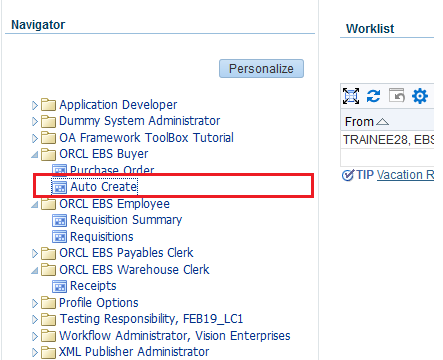 Navigator
Personalize
Application Developer
Dummy System Administrator
OA Framework ToolBox Tutorial
ORCL EBS Buyer
Purchase Order
Auto Create
ORCL EBS Employee
Requisition Summary
Requisitions
ORCL EBS Payables Clerk
ORCL EBS Warehouse Clerk
Receipts
Profile Options
Testing Responsibility, FEB19_LC1
Workflow Administrator, Vision Enterprises
XML Publisher Administrator
Worklist
From
TRAINEE28, EBS
TIP Vacation R